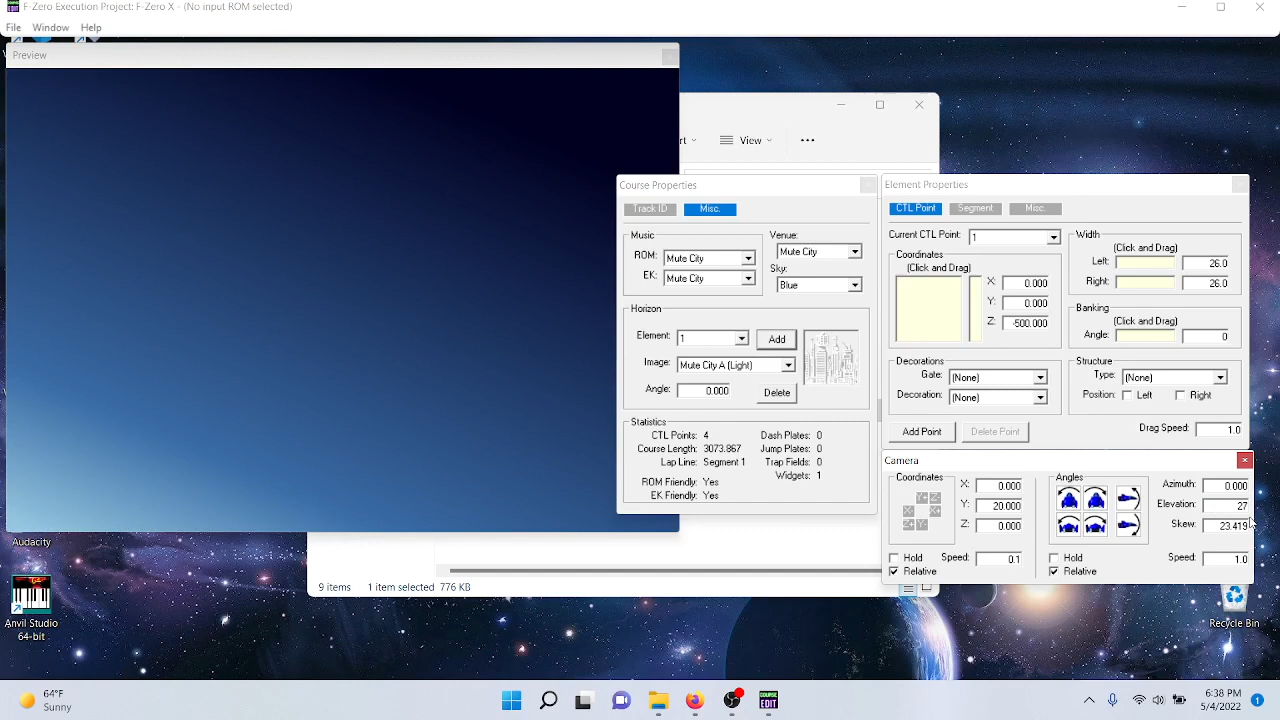 F-Zero Execution Project: F-Zero X - (No input ROM selected)
File Window Help
Preview
rt View •••
Course Properties
Track ID Misc.
Music
ROM: Mute City
EK: Mute City
Venue:
Mute City
Sky:
Blue
Horizon
Element: 1 Add
Image: Mute City A (Light)
Angle: 0.000 Delete
Statistics
CTL Points: 4 Dash Plates: 0
Course Length: 3073.867 Jump Plates: 0
Lap Line: Segment 1 Trap Fields: 0
Widgets: 1
ROM Friendly: Yes
EK Friendly: Yes
Element Properties
CTL Point Segment Misc.
Current CTL Point: 1
Coordinates
(Click and Drag)
X: 0.000
Y: 0.000
Z: -500.000
Width
(Click and Drag)
Left: 26.0
Right: 26.0
Banking
(Click and Drag)
Angle: 0
Decorations
Gate: (None)
Decoration: (None)
Structure
Type: (None)
Position: Left Right
Add Point Delete Point Drag Speed: 1.0
Camera
Coordinates
Y+ Z-
X- X+
Z+ Y-
X: 0.000
Y: 20.000
Z: 0.000
Hold Speed: 0.1
Relative
Angles
Azimuth: 0.000
Elevation: 27
Skew: 23.419
Hold Speed: 1.0
Relative
9 items 1 item selected 776 KB
Audacity
Anvil Studio
64-bit
Recycle Bin
64°F
Sunny
COURSE
EDIT
6:38 PM
5/4/2022
1